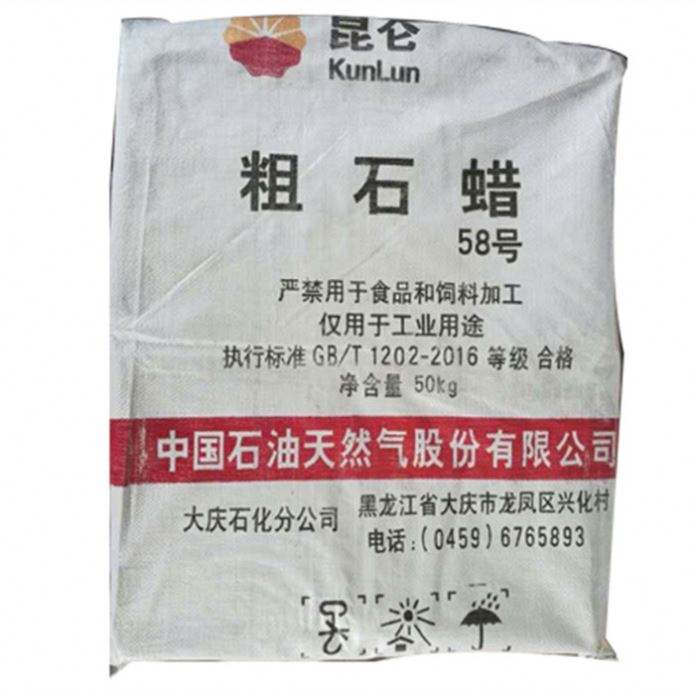 昆仑
KunLun
粗石蜡
58号
严禁用于食品和饲料加工
仅用于工业用途
执行标准 GB/T 1202-2016 等级 合格
净含量 50kg
中国石油天然气股份有限公司
大庆石化分公司
黑龙江省大庆市龙凤区兴化村
电话:(0459) 6765893